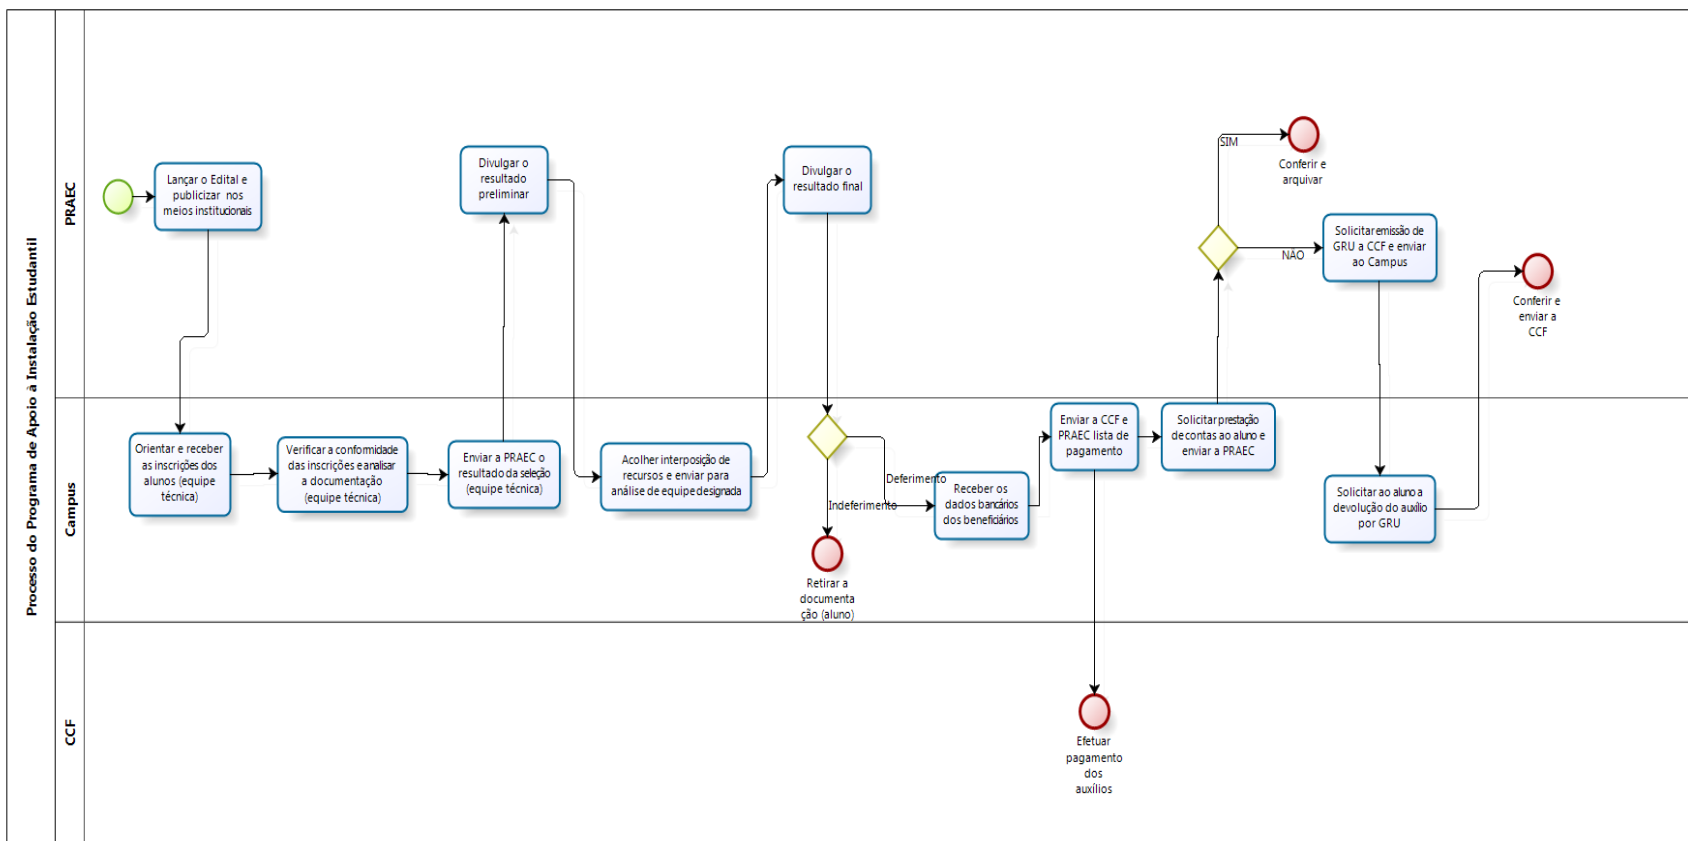 Processo do Programa de Apoio à Instalação Estudantil
PRAEC
Lançar o Edital e
publicizar nos
meios institucionais
Divulgar o
resultado
preliminar
Divulgar o
resultado final
SIM
Conferir e
arquivar
NÃO
Solicitar emissão de
GRU a CCF e enviar
ao Campus
Conferir e
enviar a
CCF
Campus
Orientar e receber
as inscrições dos
alunos (equipe
técnica)
Verificar a conformidade
das inscrições e analisar
a documentação
(equipe técnica)
Enviar a PRAEC o
resultado da seleção
(equipe técnica)
Acolher interposição de
recursos e enviar para
análise de equipe designada
Deferimento
Indeferimento
Retirar a
documenta
ção (aluno)
Receber os
dados bancários
dos beneficiários
Enviar a CCF e
PRAEC lista de
pagamento
Solicitar prestação
de contas ao aluno e
enviar a PRAEC
Solicitar ao aluno a
devolução do auxílio
por GRU
CCF
Efetuar
pagamento
dos
auxílios